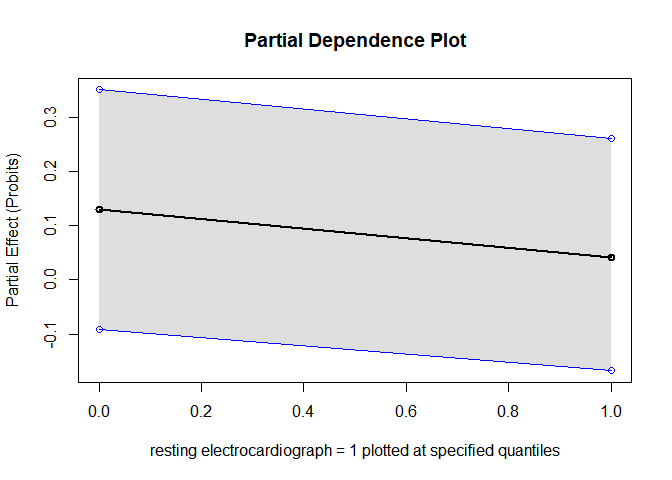 Partial Dependence Plot
Partial Effect (Probits)
0.3
0.2
0.1
0.0
-0.1
0.0 0.2 0.4 0.6 0.8 1.0
resting electrocardiograph = 1 plotted at specified quantiles